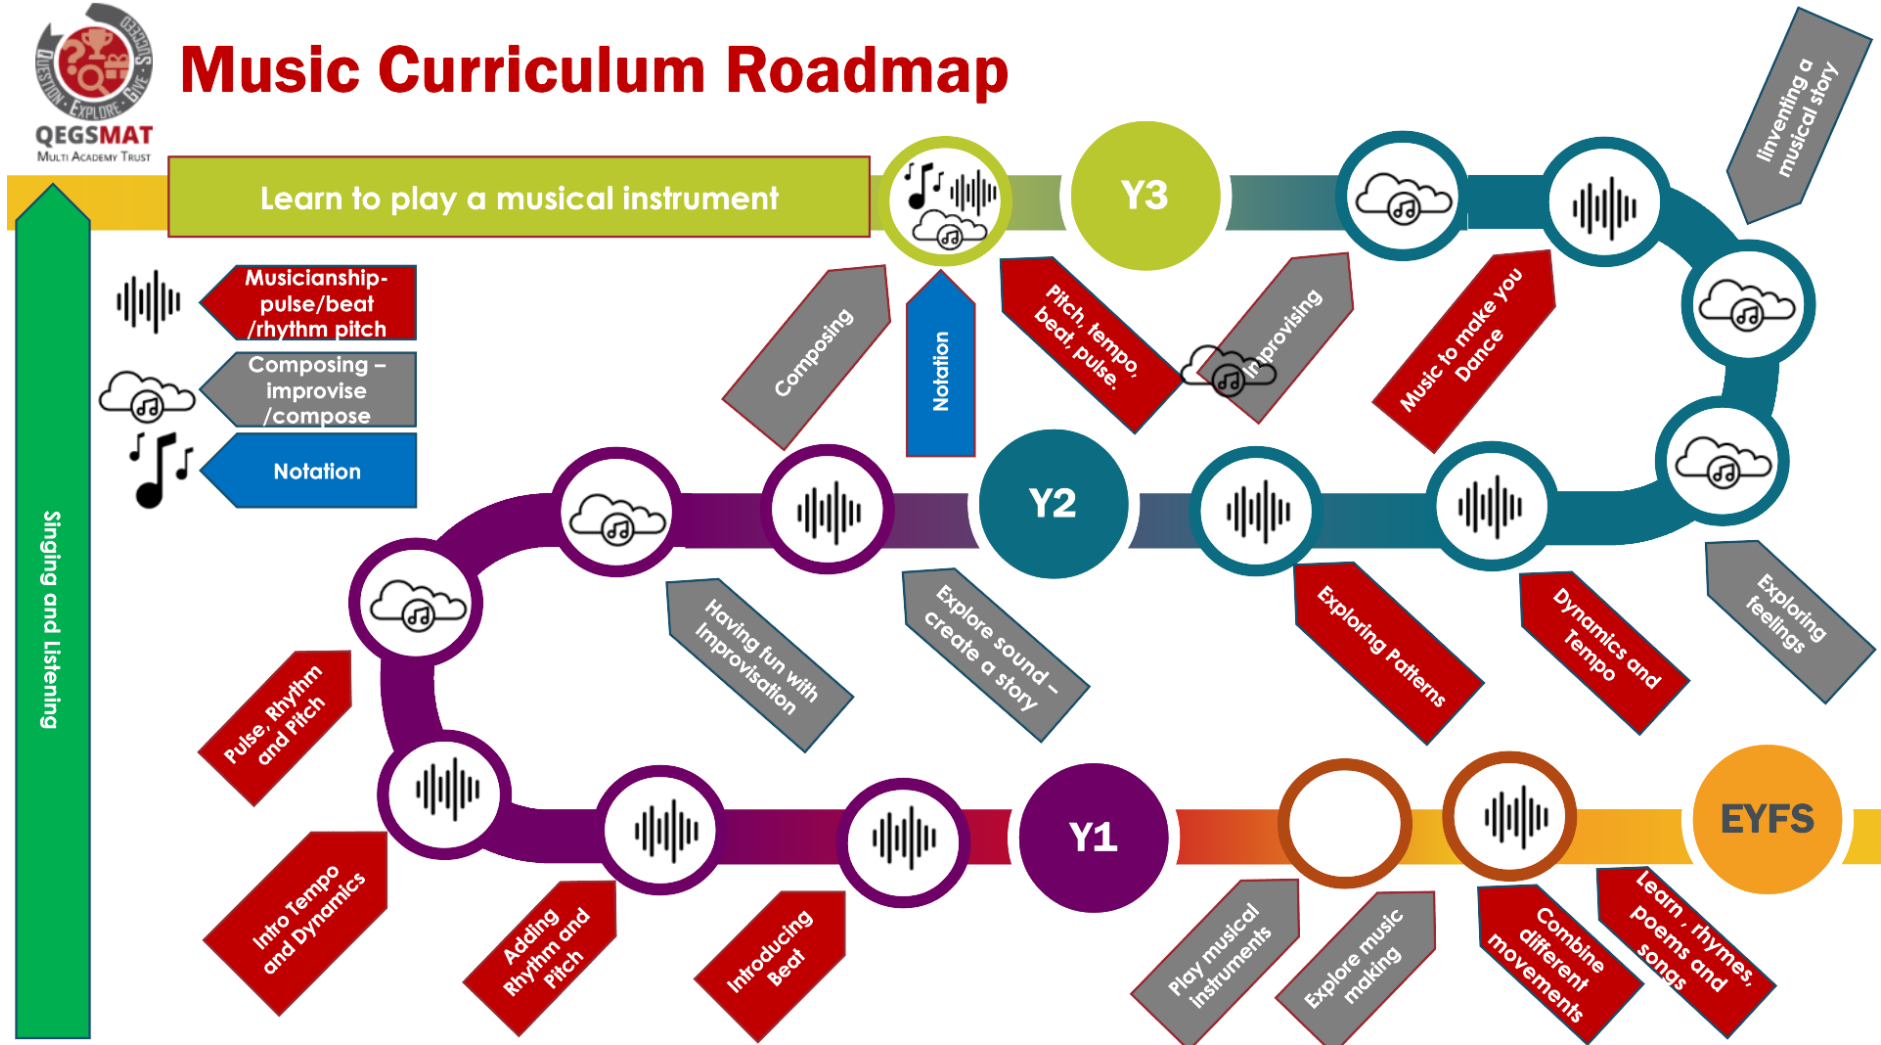 QUESTION · EXPLORE · GIVE · SUCCEED
QEGSMAT
MULTI ACADEMY TRUST
Music Curriculum Roadmap
Iinventing a
musical story
Learn to play a musical instrument
Y3
Musicianship-
pulse/beat
/rhythm pitch
Composing –
improvise
/compose
Notation
Composing
Notation
Pitch, tempo,
beat, pulse.
Improvising
Music to make you
Dance
Singing and Listening
Y2
Pulse, Rhythm
and Pitch
Having fun with
Improvisation
Explore sound –
create a story
Exploring Patterns
Dynamics and
Tempo
Exploring
feelings
Y1
EYFS
Intro Tempo
and Dynamics
Adding
Rhythm and
Pitch
Introducing
Beat
Play musical
instruments
Explore music
making
Combine
different
movements
Learn , rhymes,
poems and
songs